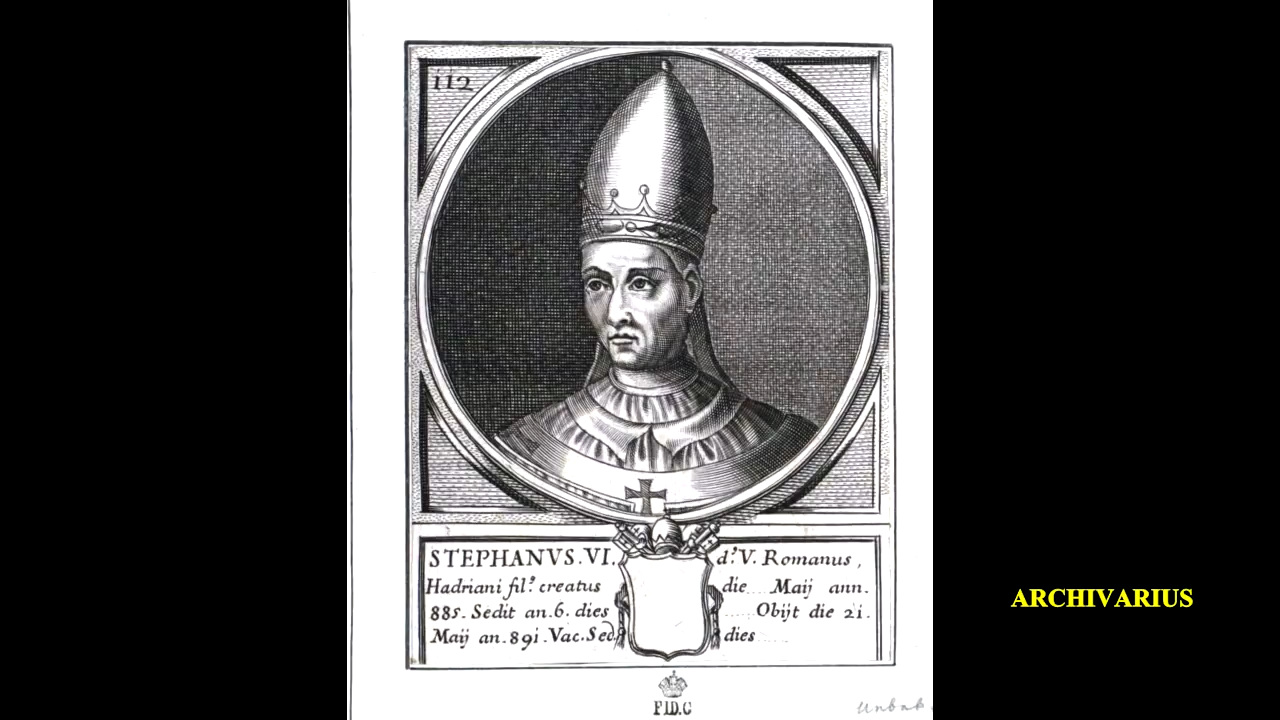 112
STEPHANVS.VI. d.º V. Romanus,
Hadriani fil.º creatus die .... Maij ann.
885. Sedit an. 6. dies ..... Obijt die 21.
Maij an. 891. Vac. Sed. dies .....
F.I.D.C
ARCHIVARIUS